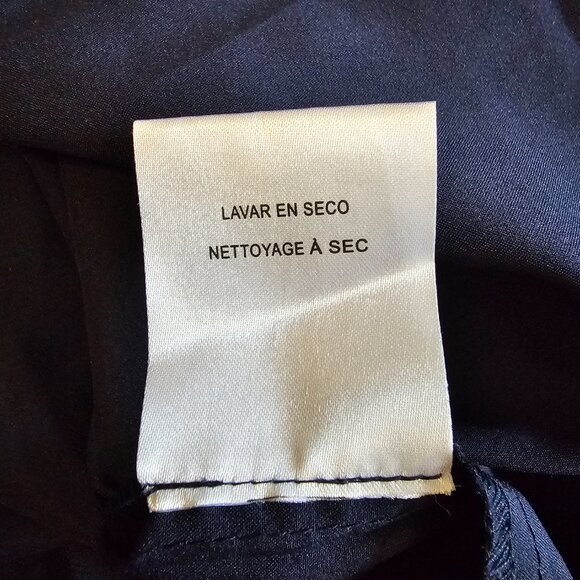 LAVAR EN SECO
NETTOYAGE À SEC